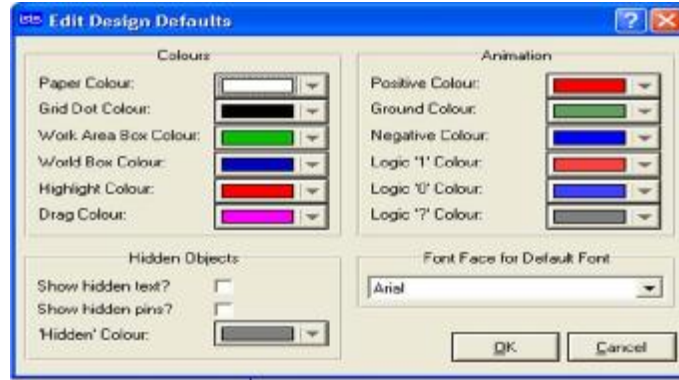 isis Edit Design Defaults
Colours
Paper Colour:
Grid Dot Colour:
Work Area Box Colour:
World Box Colour:
Highlight Colour:
Drag Colour:
Animation
Positive Colour:
Ground Colour:
Negative Colour:
Logic '1' Colour:
Logic '0' Colour:
Logic '?' Colour:
Hidden Objects
Show hidden text?
Show hidden pins?
'Hidden' Colour:
Font Face for Default Font
Arial
OK
Cancel